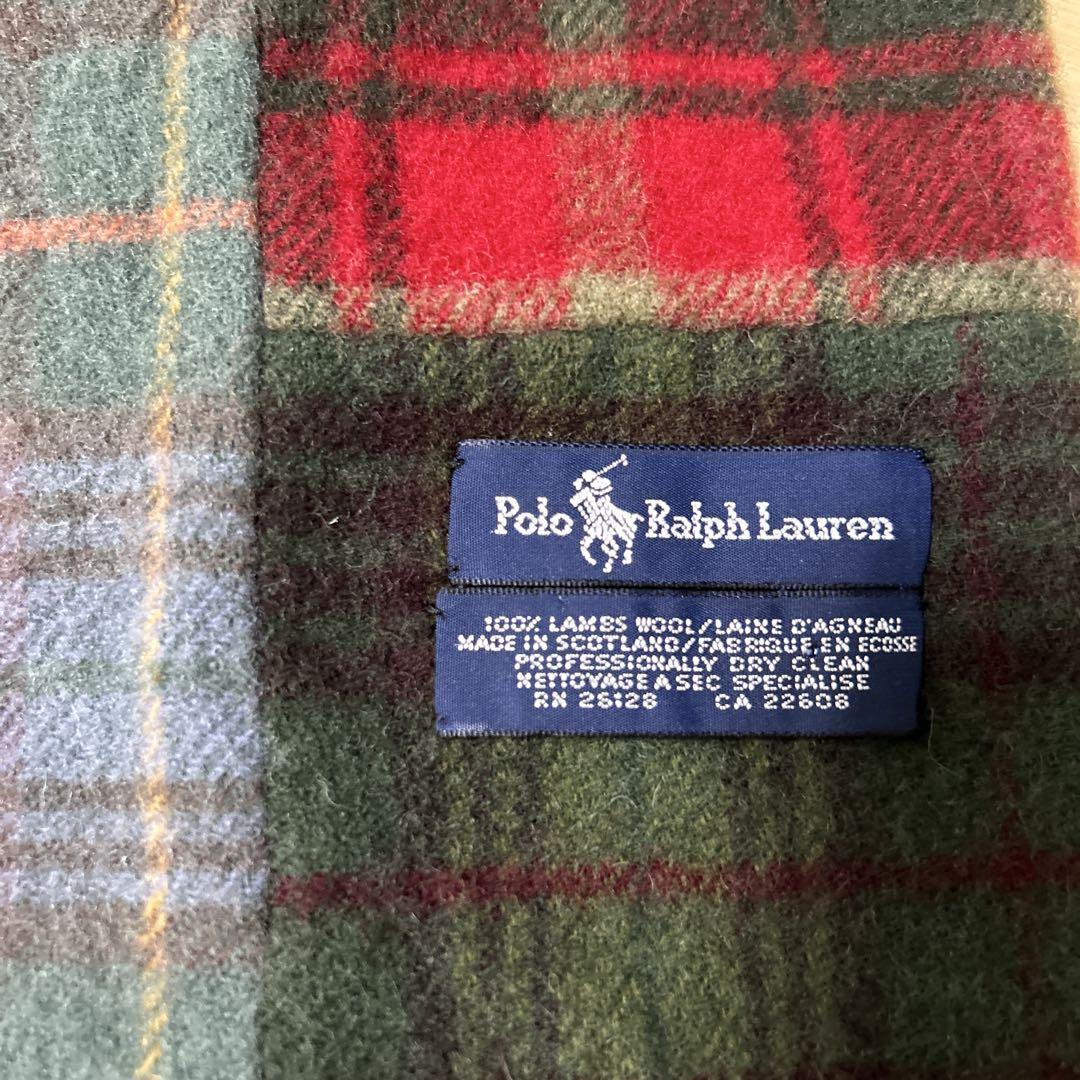 Polo Ralph Lauren
100% LAMBS WOOL/LAINE D'AGNEAU
MADE IN SCOTLAND/FABRIQUE,EN ECOSSE
PROFESSIONALLY DRY CLEAN
NETTOYAGE A SEC SPECIALISE
RN 26128 CA 22608